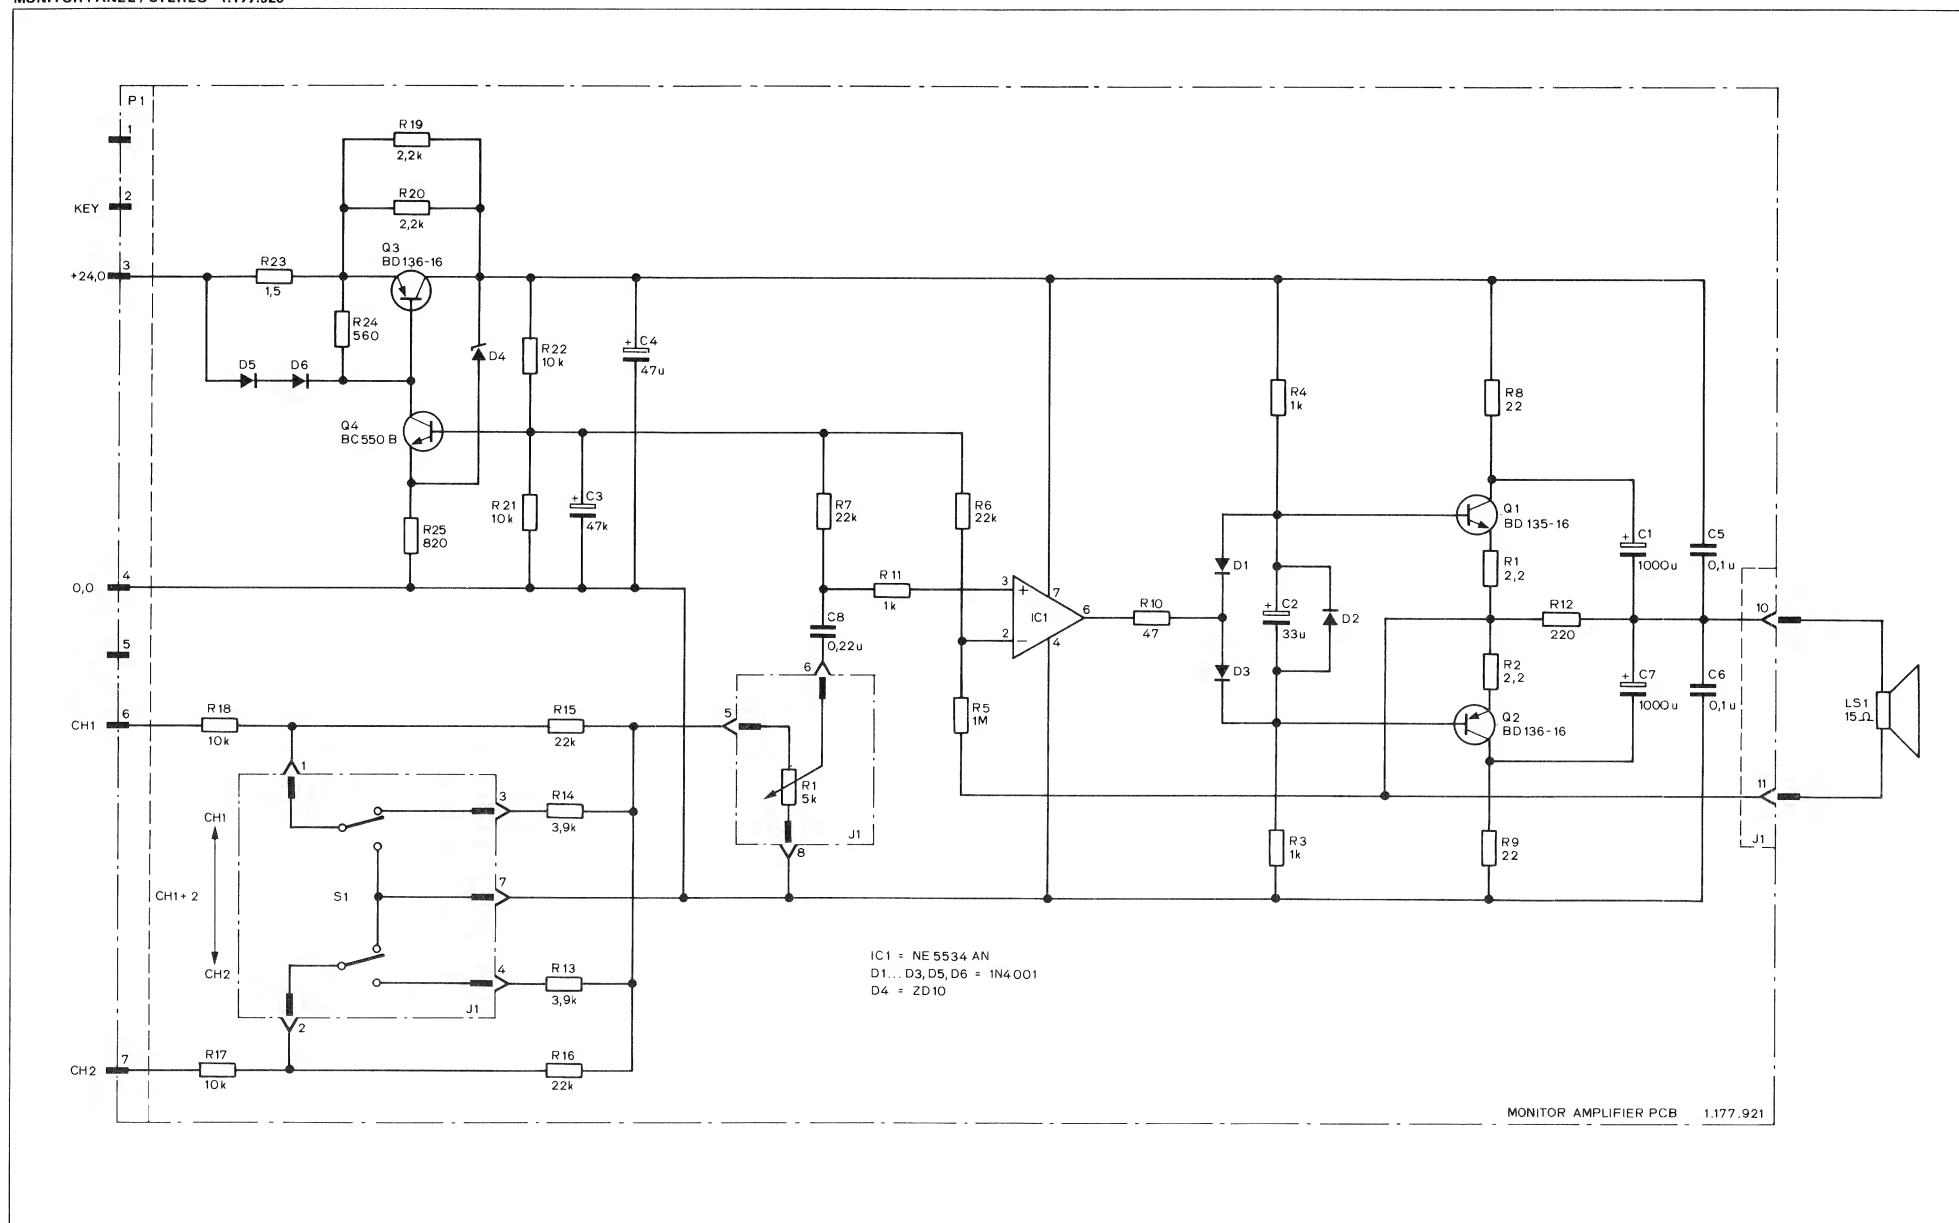 P1
1
R19
2,2k
KEY
2
R20
2,2k
Q3
BD136-16
+24,0
3
R23
1,5
R24
560
D5
D6
D4
R22
10k
+
C4
47u
Q4
BC550 B
R25
820
R21
10k
+
C3
47k
R7
22k
R6
22k
R4
1k
R8
22
Q1
BD 135-16
R1
2,2
+
C1
1000u
C5
0,1u
0,0
4
R11
1k
3
+
2
−
IC1
7
6
4
R10
47
D1
+
C2
33u
D2
D3
R12
220
10
5
C8
0,22u
6
R2
2,2
+
C7
1000u
C6
0,1u
Q2
BD136-16
LS1
15Ω
CH1
6
R18
10k
R15
22k
5
R1
5k
J1
8
R5
1M
11
J1
1
3
R14
3,9k
CH1
CH1+2
CH2
S1
7
R3
1k
R9
22
4
R13
3,9k
J1
2
IC1 = NE5534 AN
D1... D3, D5, D6 = 1N4001
D4 = ZD10
CH2
7
R17
10k
R16
22k
MONITOR AMPLIFIER PCB 1.177.921